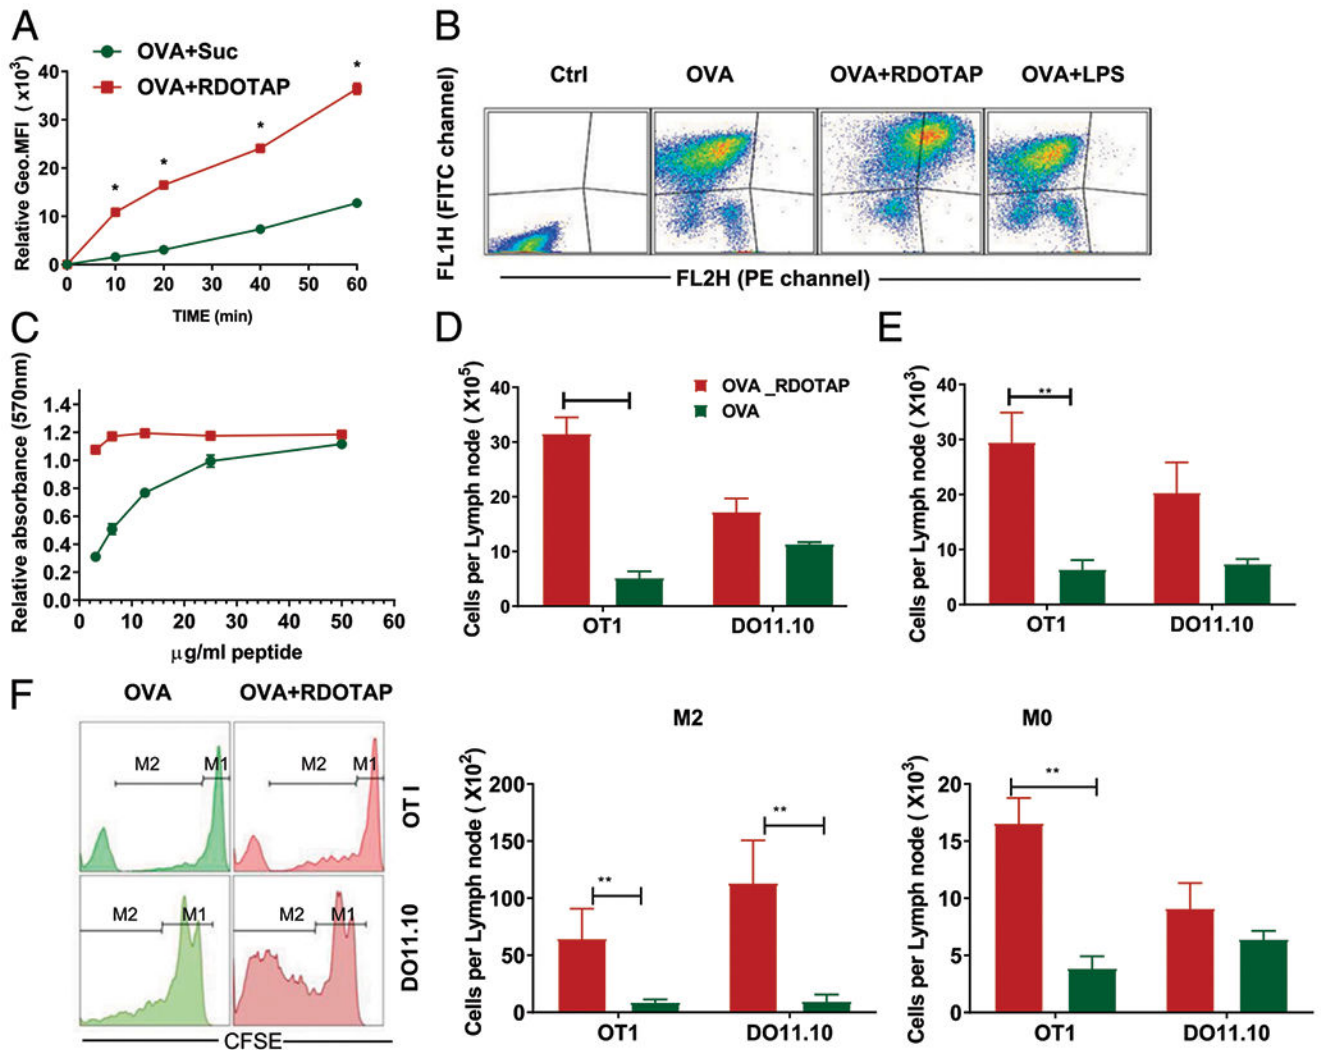 A
OVA+Suc
OVA+RDOTAP
Relative Geo.MFI ( x10³)
40
30
20
10
0
*
*
*
*
0 10 20 30 40 50 60
TIME (min)
B
Ctrl OVA OVA+RDOTAP OVA+LPS
FL1H (FITC channel)
FL2H (PE channel)
C
Relative absorbance (570nm)
1.4
1.2
1.0
0.8
0.6
0.4
0.2
0.0
0 10 20 30 40 50 60
μg/ml peptide
D
Cells per Lymph node ( X10⁵)
40
30
20
10
0
OVA _RDOTAP
OVA
OT1 DO11.10
E
Cells per Lymph node ( X10³)
40
30
20
10
0
**
OT1 DO11.10
F
OVA OVA+RDOTAP
M2 M1 M2 M1
OT I
M2 M1 M2 M1
DO11.10
CFSE
M2
Cells per Lymph node ( X10²)
200
150
100
50
0
**
**
OT1 DO11.10
M0
Cells per Lymph node ( X10³)
20
15
10
5
0
**
OT1 DO11.10